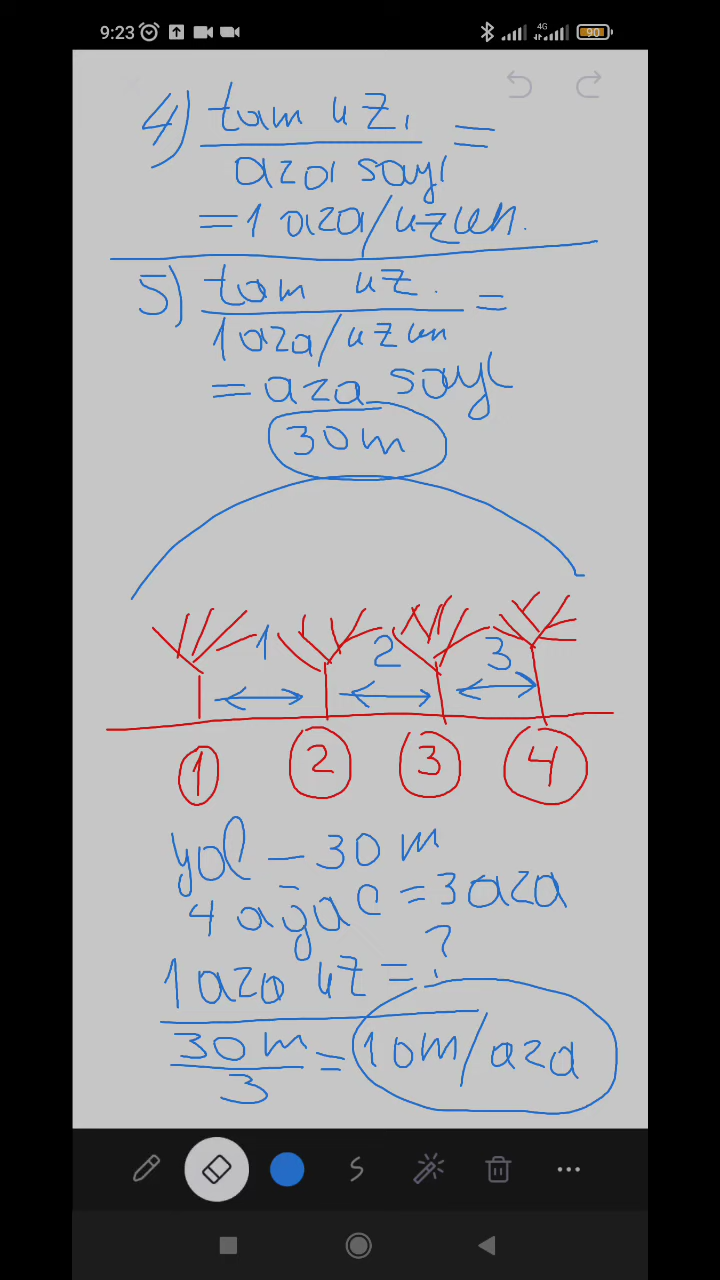 9:23 4G 90
4) tam uz.
=
aza sayı
= 1 aza/uzun.
5) tam uz.
=
1 aza/uzun
= aza sayı
30 m
1 2 3
1 2 3 4
yol – 30 m
4 ağac = 3 aza
1 aza uz = ?
30 m
= 10 m/aza
3